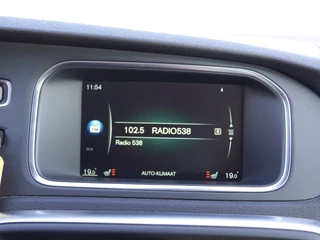 11:54
102.5 RADIO538
Radio 538
19.0° AUTO-KLIMAAT 19.0°